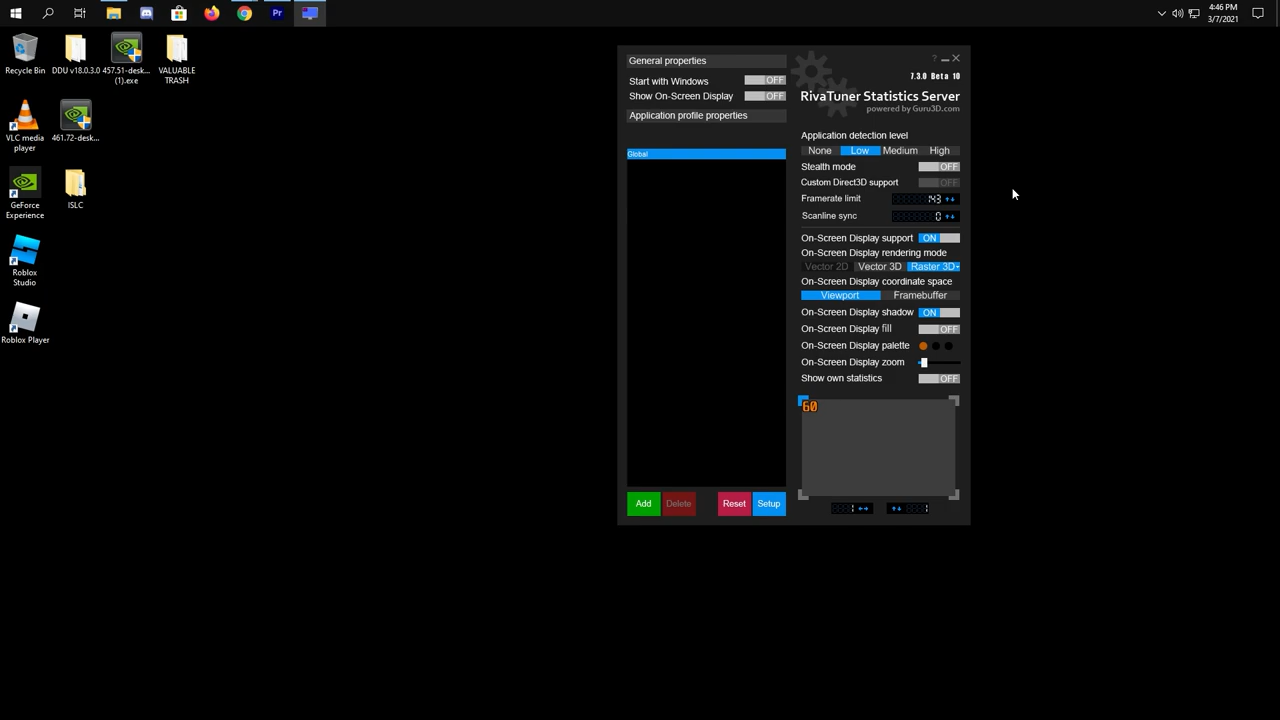 Pr
4:46 PM
3/7/2021
Recycle Bin
DDU v18.0.3.0
457.51-desk...
(1).exe
VALUABLE
TRASH
VLC media
player
461.72-desk...
GeForce
Experience
ISLC
Roblox
Studio
Roblox Player
General properties
Start with Windows
OFF
Show On-Screen Display
OFF
Application profile properties
Global
Add
Delete
Reset
Setup
?
7.3.0 Beta 10
RivaTuner Statistics Server
powered by Guru3D.com
Application detection level
None
Low
Medium
High
Stealth mode
OFF
Custom Direct3D support
OFF
Framerate limit
143
Scanline sync
0
On-Screen Display support
ON
On-Screen Display rendering mode
Vector 2D
Vector 3D
Raster 3D
On-Screen Display coordinate space
Viewport
Framebuffer
On-Screen Display shadow
ON
On-Screen Display fill
OFF
On-Screen Display palette
On-Screen Display zoom
Show own statistics
OFF
60
1
1